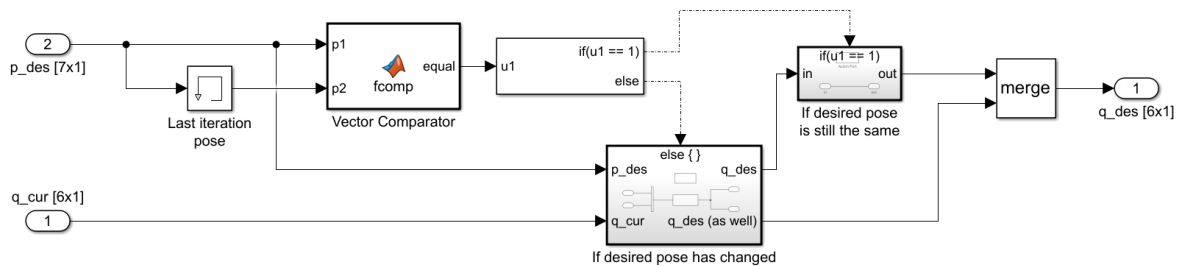 2
p_des [7x1]
Last iteration
pose
p1
p2
fcomp
equal
Vector Comparator
u1
if(u1 == 1)
else
if(u1 == 1)
in
out
If desired pose
is still the same
merge
1
q_des [6x1]
q_cur [6x1]
1
else { }
p_des
q_des
q_cur
q_des (as well)
If desired pose has changed